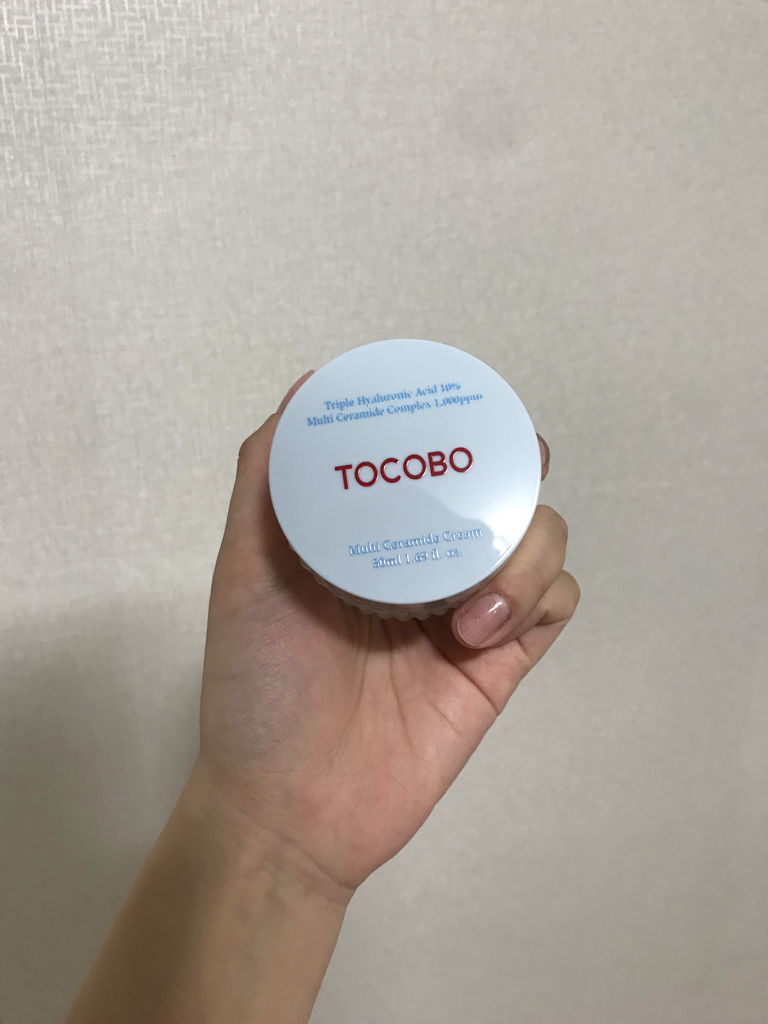 Triple Hyaluronic Acid 10%
Multi Ceramide Complex 1,000ppm
TOCOBO
Multi Ceramide Cream
50ml 1.69 fl. oz.